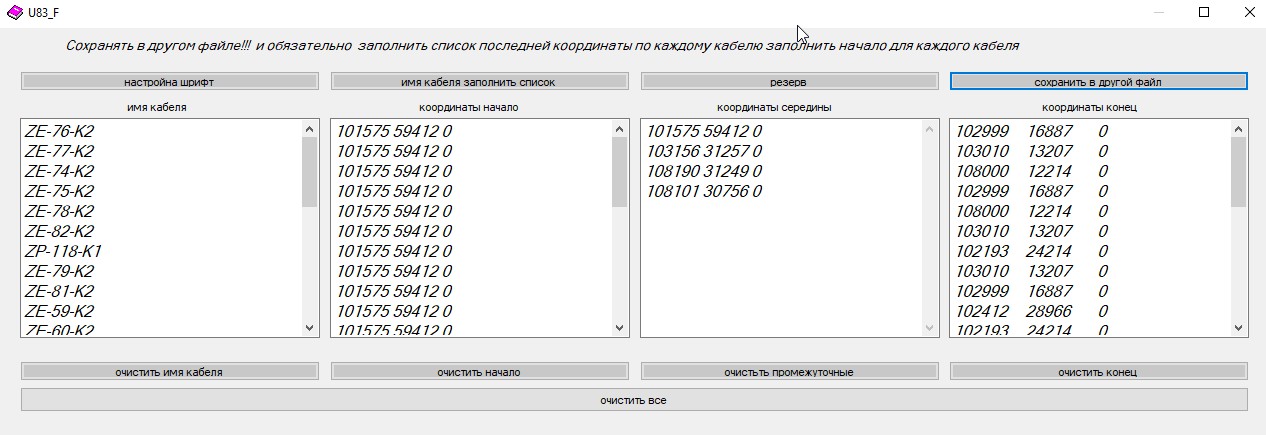 U83_F
Сохранять в другом файле!!! и обязательно заполнить список последней координаты по каждому кабелю заполнить начало для каждого кабеля
настройна шрифт
имя кабеля заполнить список
резерв
сохранить в другой файл
имя кабеля
координаты начало
координаты середины
координаты конец
ZE-76-K2
ZE-77-K2
ZE-74-K2
ZE-75-K2
ZE-78-K2
ZE-82-K2
ZP-118-K1
ZE-79-K2
ZE-81-K2
ZE-59-K2
ZE-60-K2
101575 59412 0
101575 59412 0
101575 59412 0
101575 59412 0
101575 59412 0
101575 59412 0
101575 59412 0
101575 59412 0
101575 59412 0
101575 59412 0
101575 59412 0
101575 59412 0
103156 31257 0
108190 31249 0
108101 30756 0
102999 16887 0
103010 13207 0
108000 12214 0
102999 16887 0
108000 12214 0
103010 13207 0
102193 24214 0
103010 13207 0
102999 16887 0
102412 28966 0
102193 24214 0
очистить имя кабеля
очистить начало
очистьть промежуточные
очистить конец
очистить все